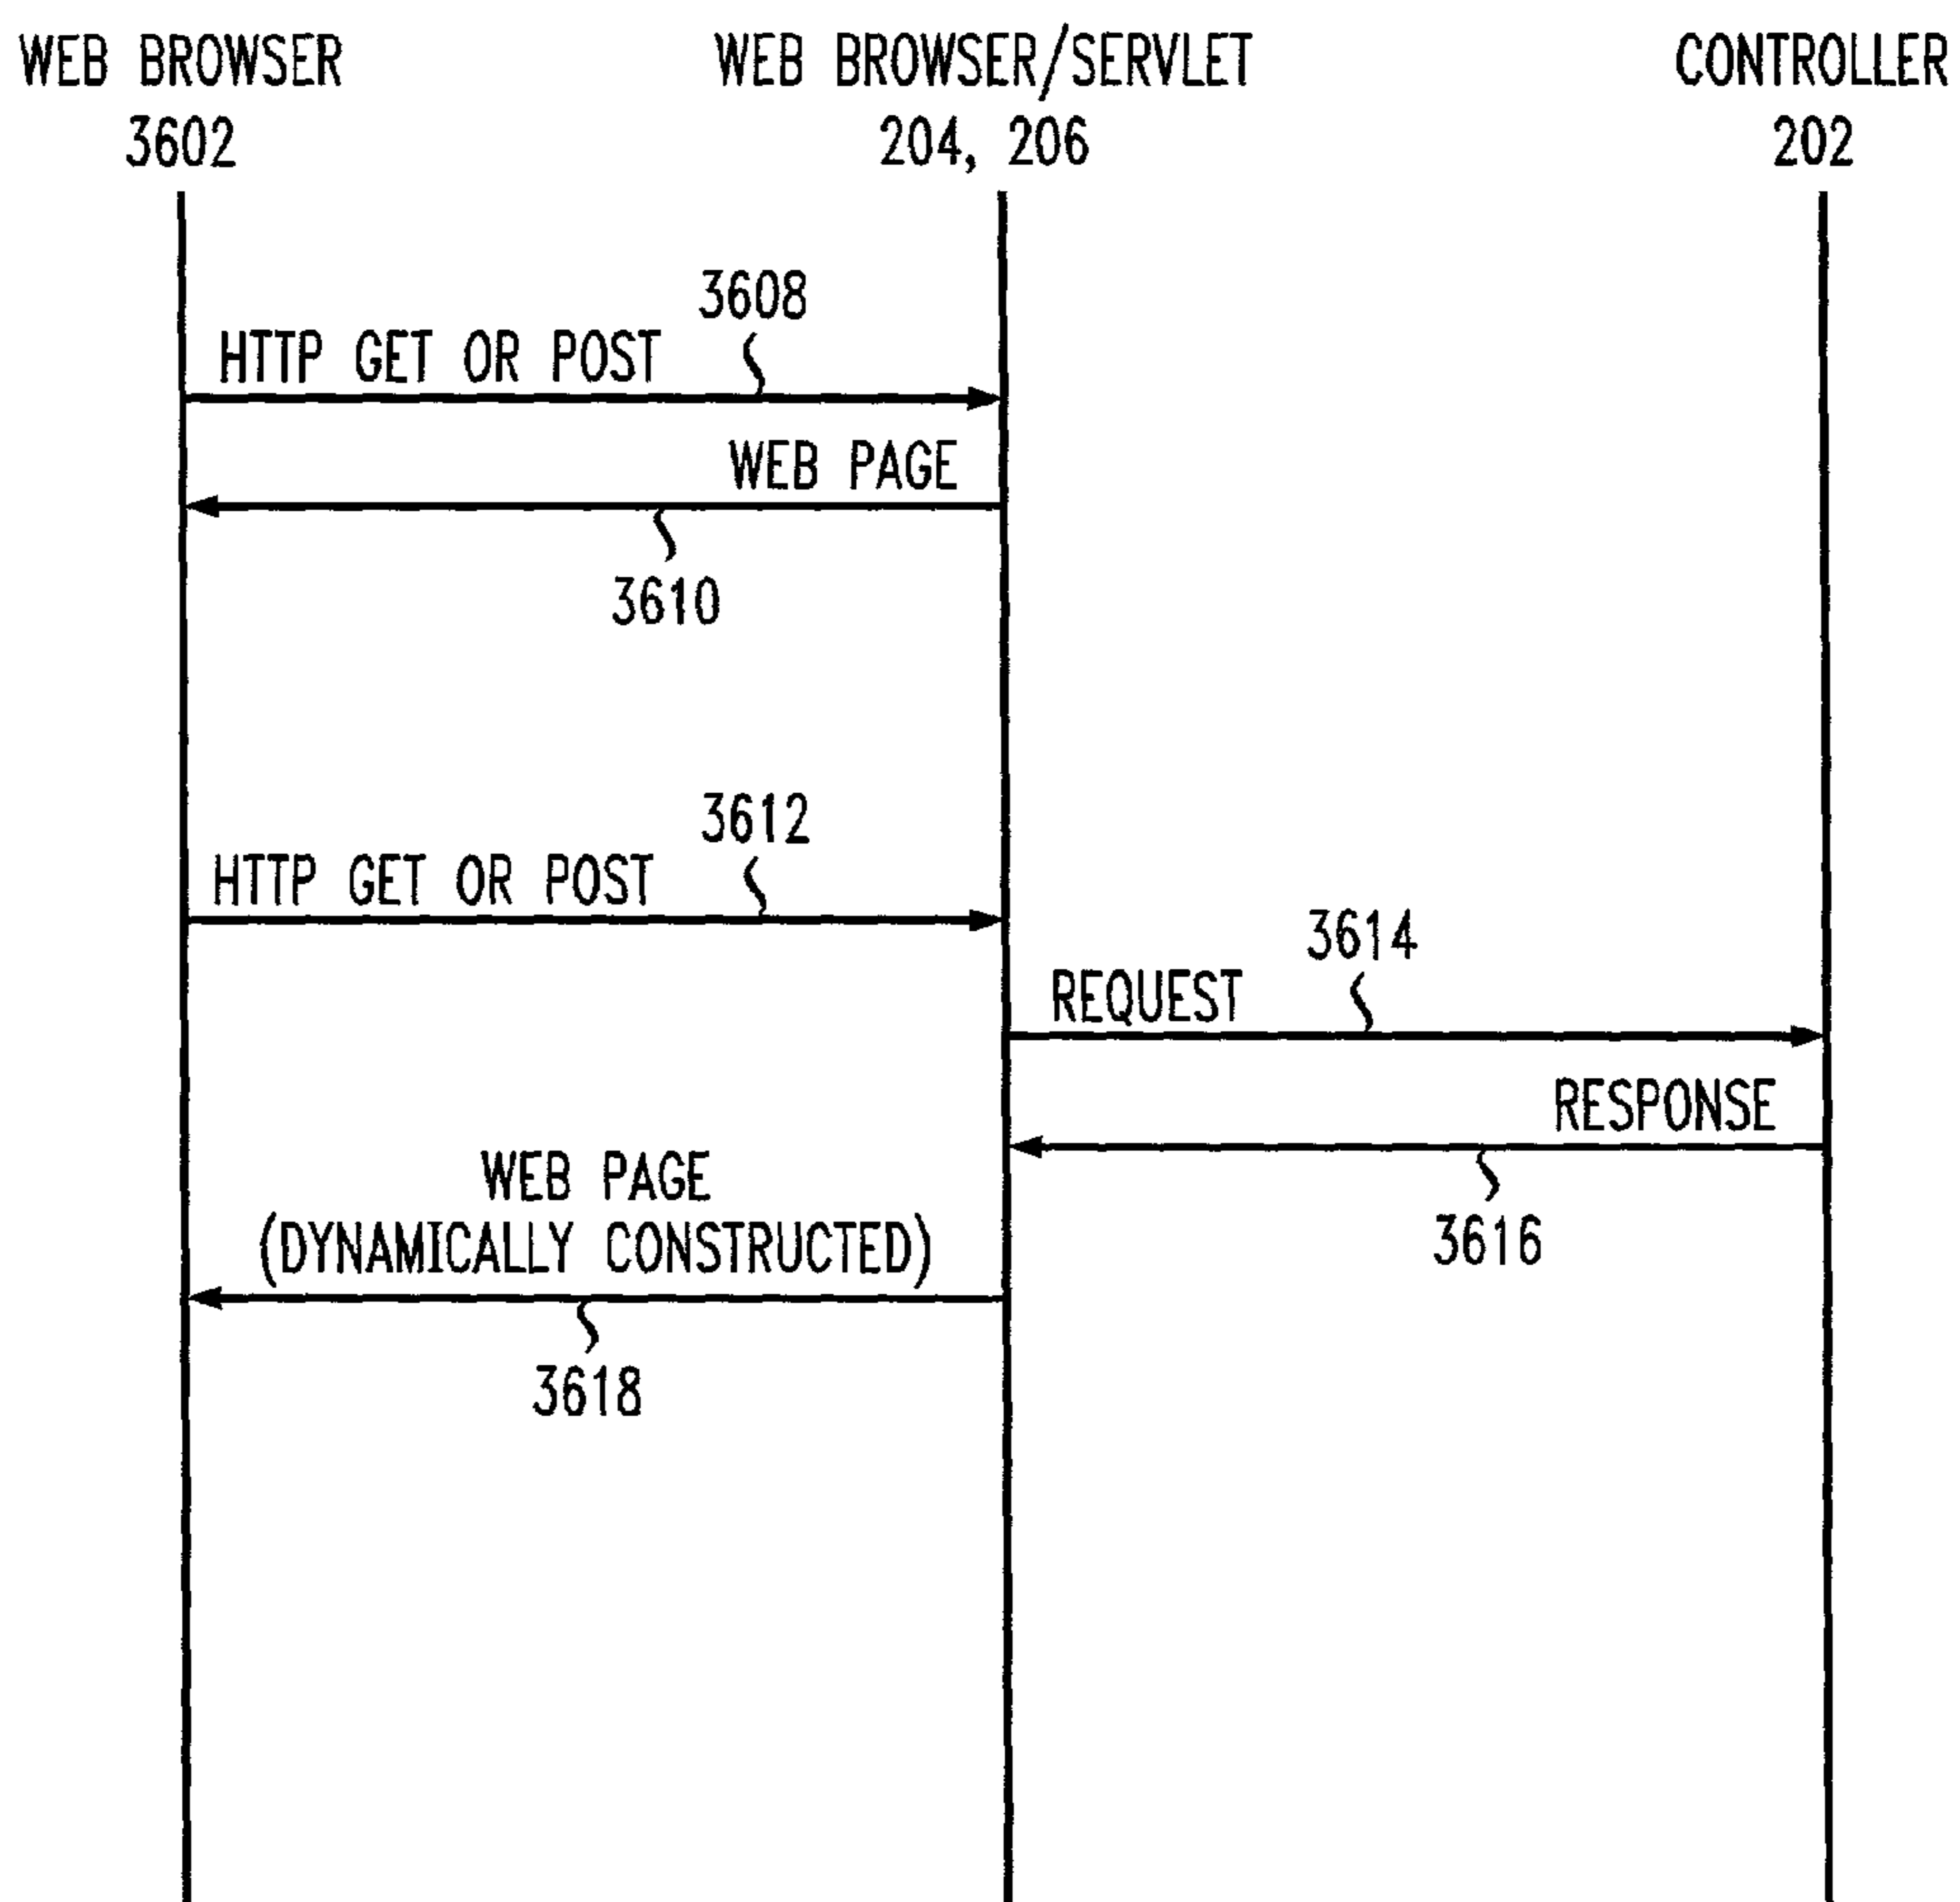 WEB BROWSER
3602
WEB BROWSER/SERVLET
204, 206
CONTROLLER
202
3608
HTTP GET OR POST
WEB PAGE
3610
3612
HTTP GET OR POST
3614
REQUEST
RESPONSE
3616
WEB PAGE
(DYNAMICALLY CONSTRUCTED)
3618